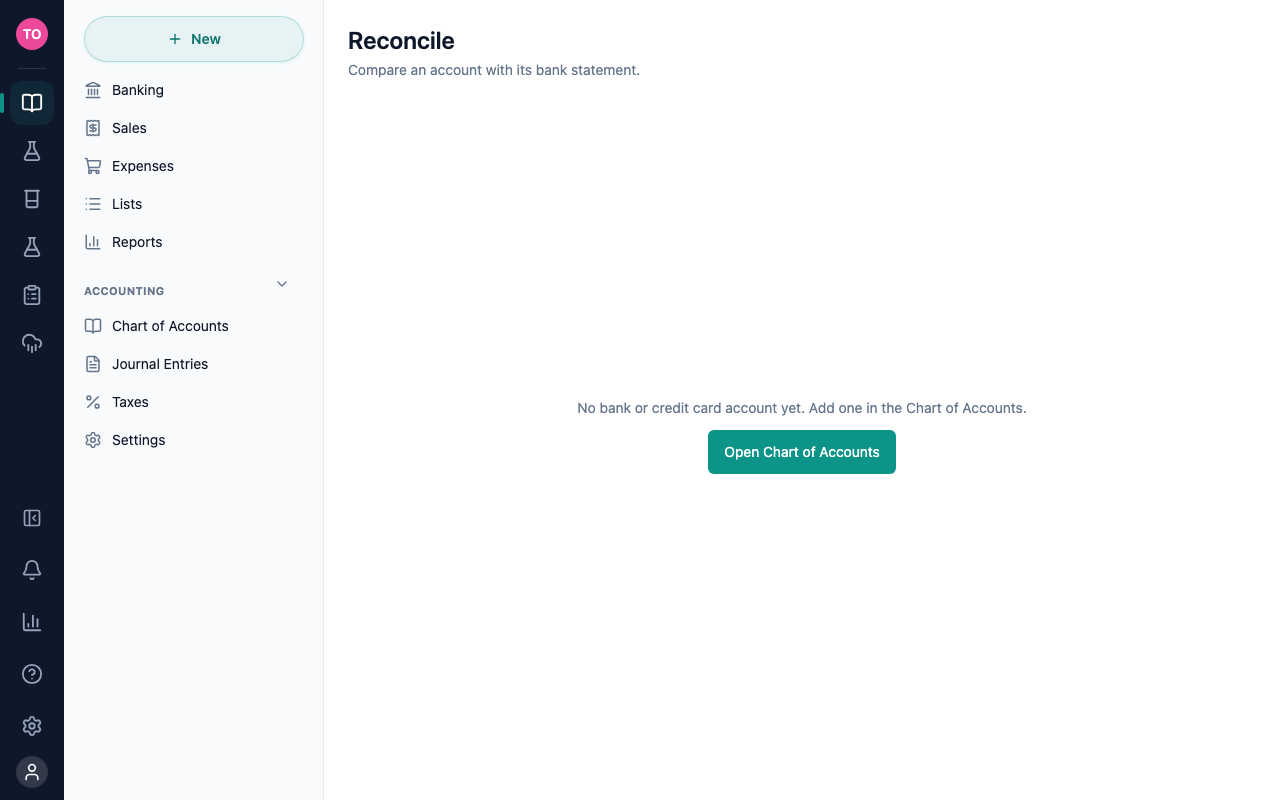 TO
New
Banking
Sales
Expenses
Lists
Reports
ACCOUNTING
Chart of Accounts
Journal Entries
Taxes
Settings
Reconcile
Compare an account with its bank statement.
No bank or credit card account yet. Add one in the Chart of Accounts.
Open Chart of Accounts